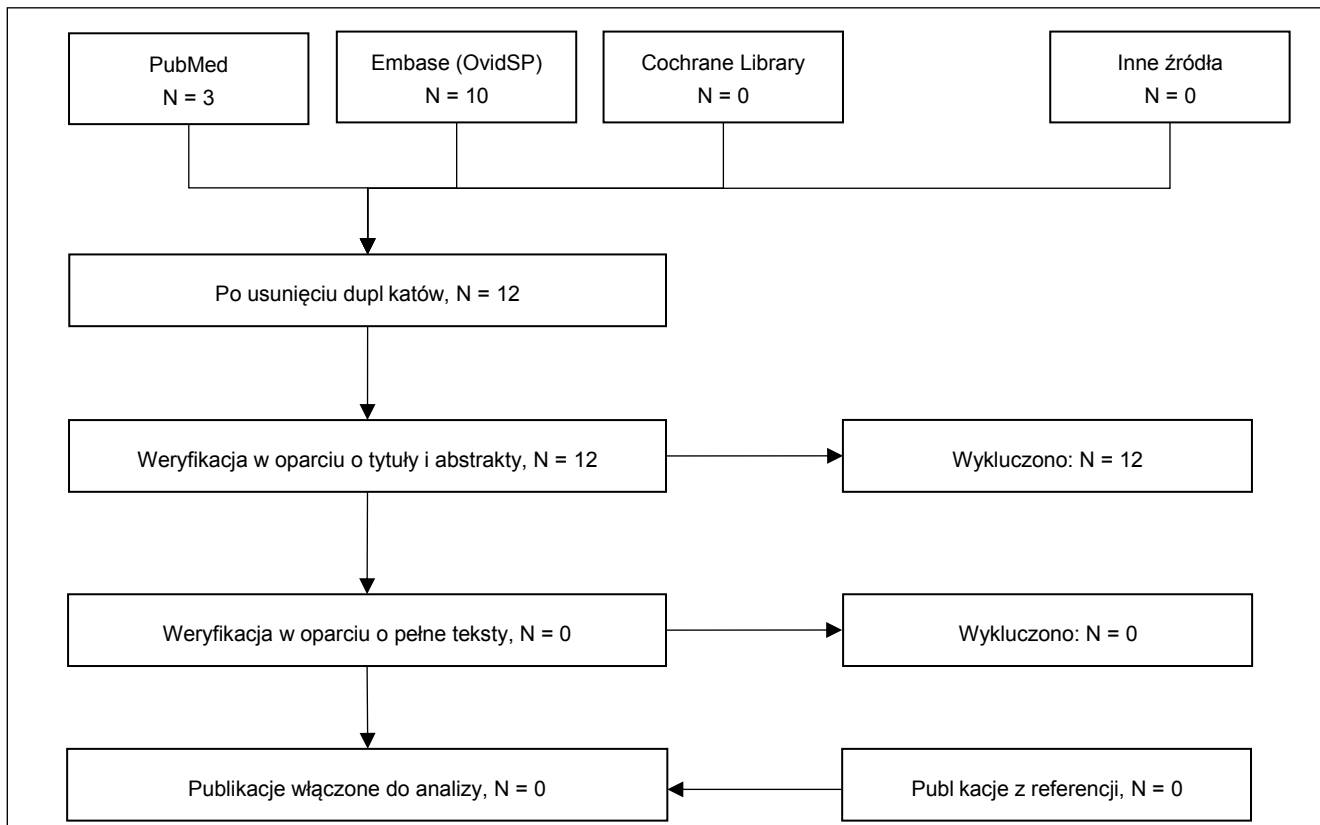 PubMed
N = 3
Embase (OvidSP)
N = 10
Cochrane Library
N = 0
Inne źródła
N = 0
Po usunięciu dupl katów, N = 12
Weryfikacja w oparciu o tytuły i abstrakty, N = 12
Wykluczono: N = 12
Weryfikacja w oparciu o pełne teksty, N = 0
Wykluczono: N = 0
Publikacje włączone do analizy, N = 0
Publ kacje z referencji, N = 0